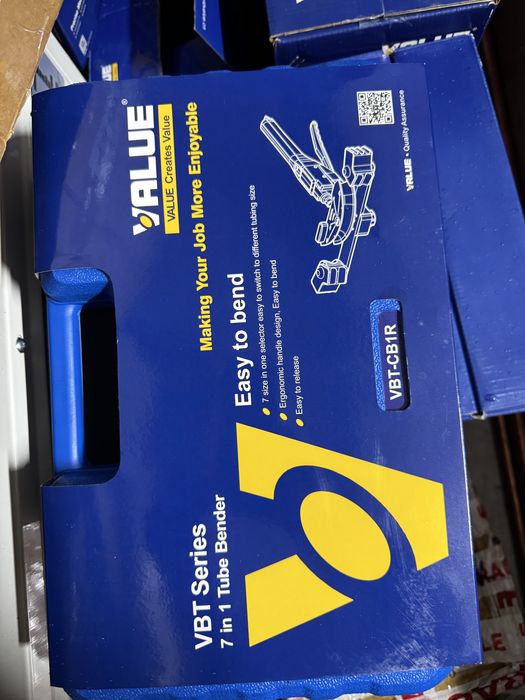 VALUE®
VALUE Creates Value
Making Your Job More Enjoyable
Easy to bend
7 size in one selector easy to switch to different tubing size
Ergonomic handle design, Easy to bend
Easy to release
VALUE • Quality Assurance
VBT-CB1R
VBT Series
7 in 1 Tube Bender
VALUE